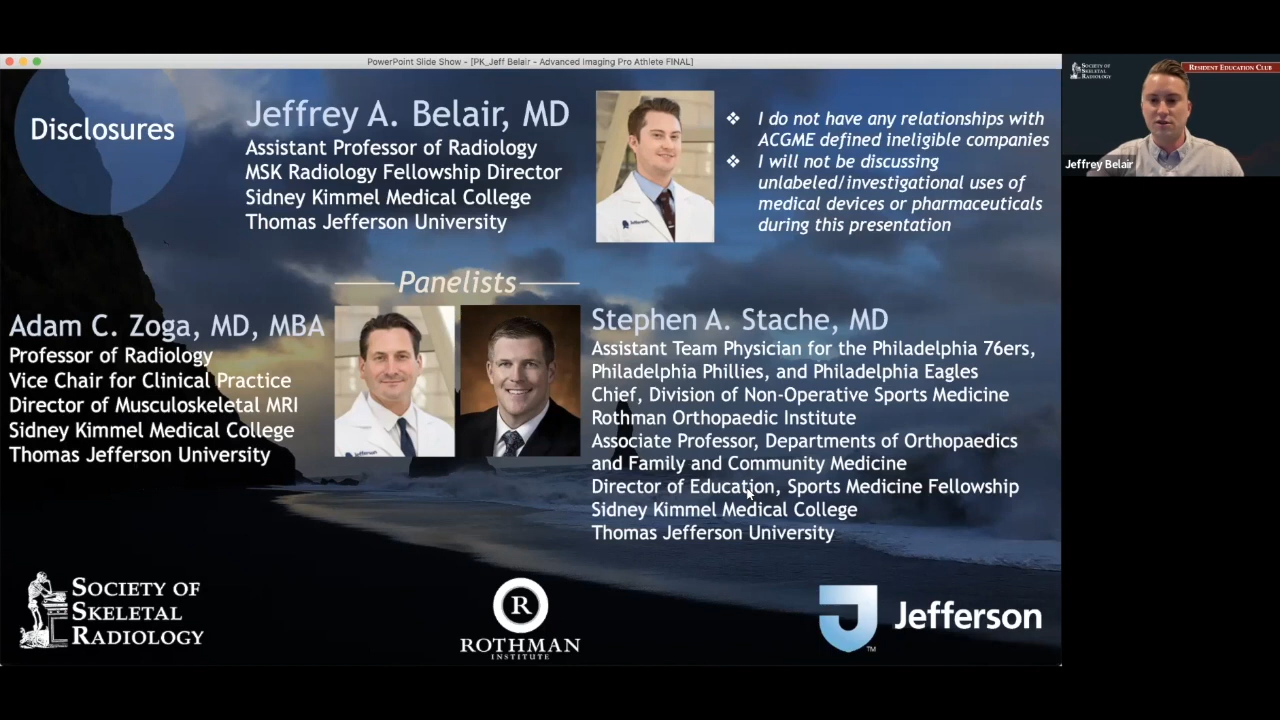 PowerPoint Slide Show - [PK_Jeff Belair - Advanced Imaging Pro Athlete FINAL]
Disclosures
Jeffrey A. Belair, MD
Assistant Professor of Radiology
MSK Radiology Fellowship Director
Sidney Kimmel Medical College
Thomas Jefferson University
❖ I do not have any relationships with
ACGME defined ineligible companies
❖ I will not be discussing
unlabeled/investigational uses of
medical devices or pharmaceuticals
during this presentation
Panelists
Adam C. Zoga, MD, MBA
Professor of Radiology
Vice Chair for Clinical Practice
Director of Musculoskeletal MRI
Sidney Kimmel Medical College
Thomas Jefferson University
Jefferson
Stephen A. Stache, MD
Assistant Team Physician for the Philadelphia 76ers,
Philadelphia Phillies, and Philadelphia Eagles
Chief, Division of Non-Operative Sports Medicine
Rothman Orthopaedic Institute
Associate Professor, Departments of Orthopaedics
and Family and Community Medicine
Director of Education, Sports Medicine Fellowship
Sidney Kimmel Medical College
Thomas Jefferson University
SOCIETY OF
SKELETAL
RADIOLOGY
R
ROTHMAN
INSTITUTE
Jefferson
TM
SOCIETY OF
SKELETAL
RADIOLOGY
RESIDENT EDUCATION CLUB
Jeffrey Belair